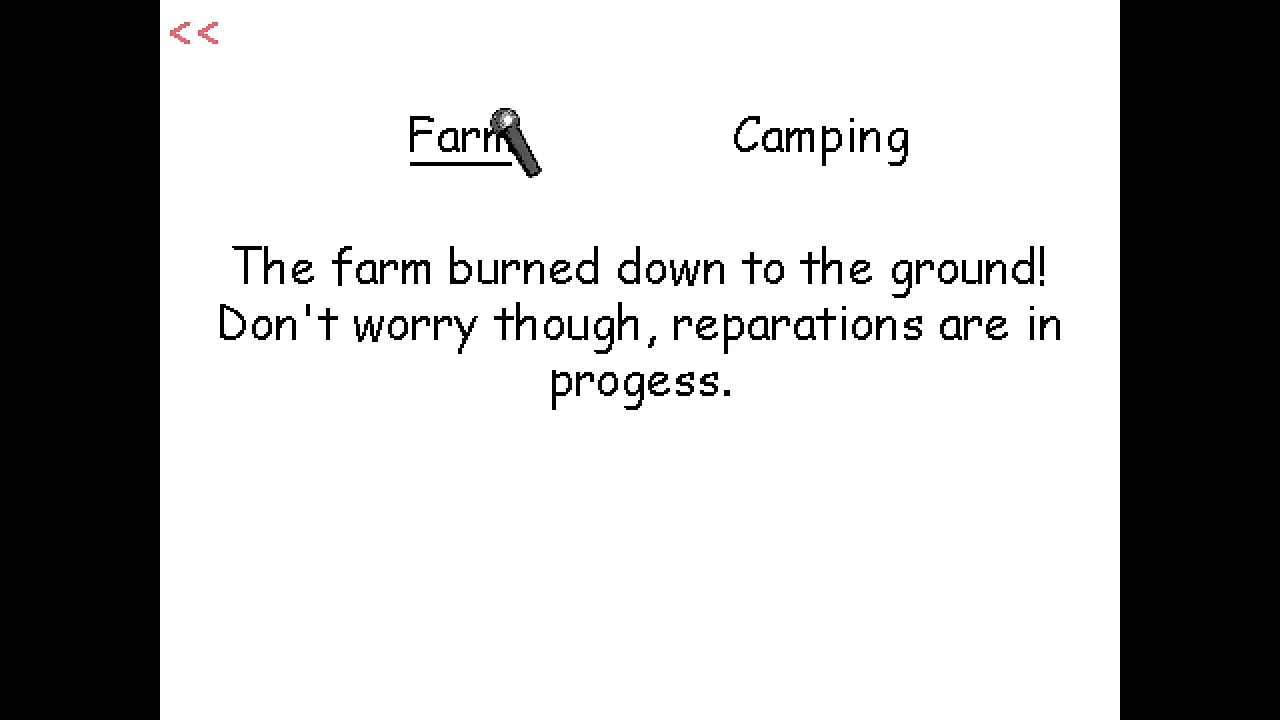 <<
Farm Camping
The farm burned down to the ground!
Don't worry though, reparations are in
progess.